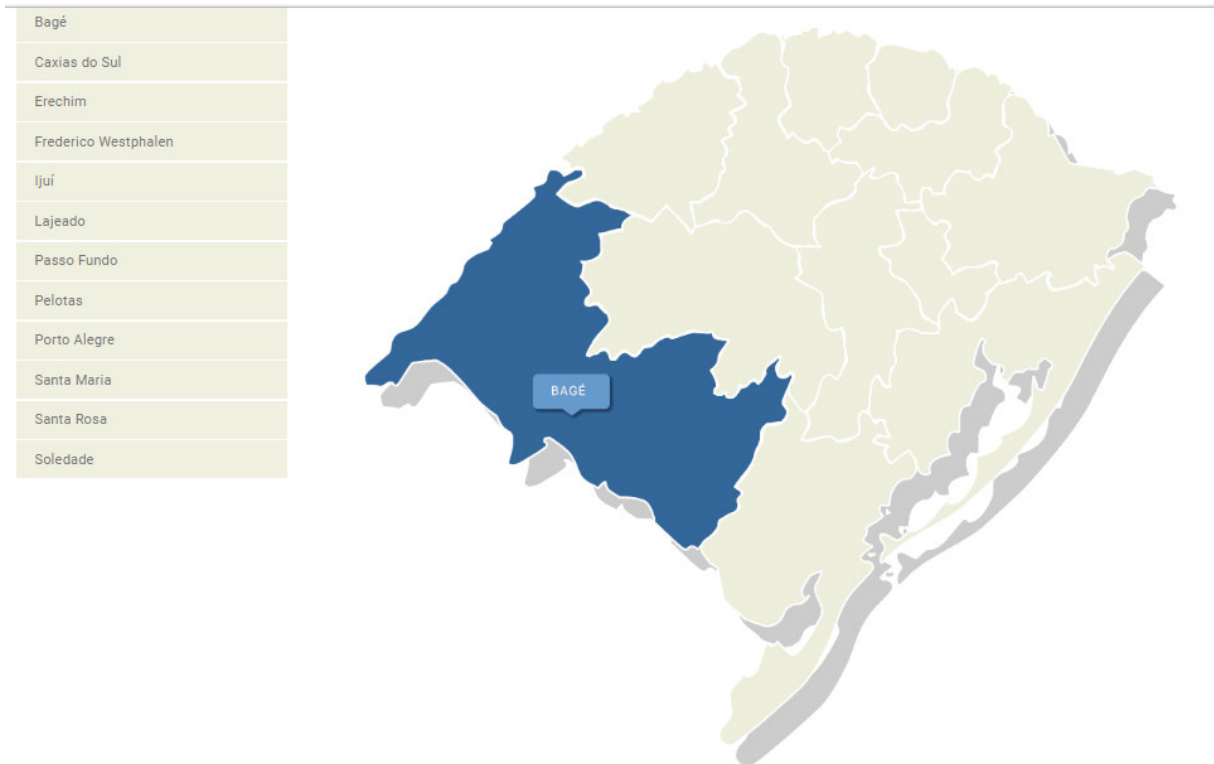 Bagé
Caxias do Sul
Erechim
Frederico Westphalen
Ijuí
Lajeado
Passo Fundo
Pelotas
Porto Alegre
Santa Maria
Santa Rosa
Soledade
BAGÉ